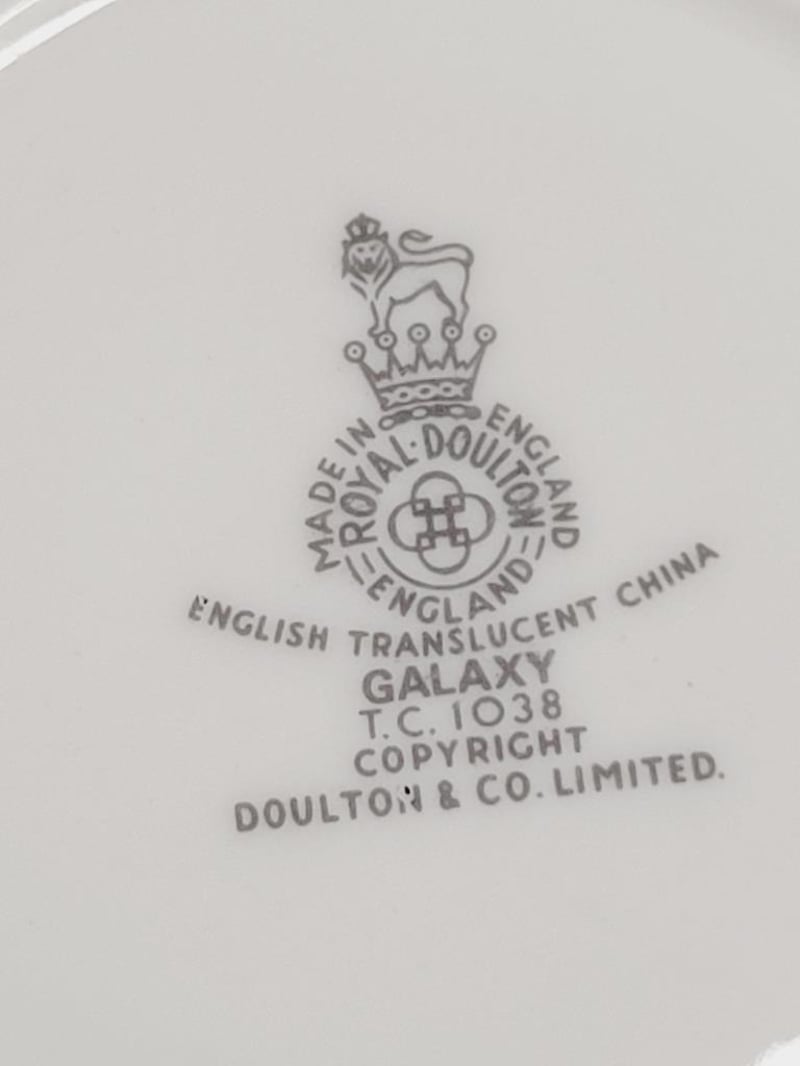 MADE IN ENGLAND
ROYAL·DOULTON
ENGLAND
ENGLISH TRANSLUCENT CHINA
GALAXY
T.C. 1038
COPYRIGHT
DOULTON & CO. LIMITED.